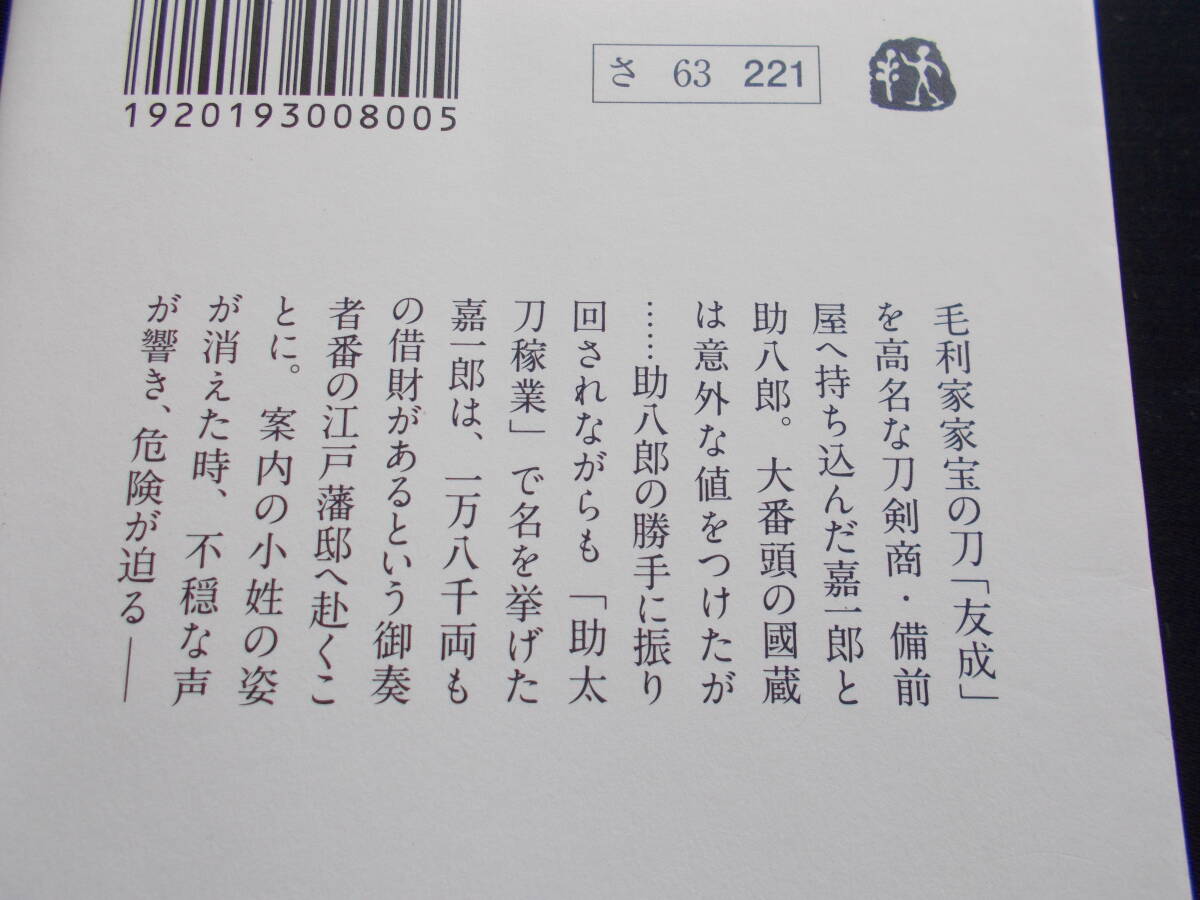 1920193008005
さ 63 221
毛利家家宝の刀「友成」
を高名な刀剣商・備前
屋へ持ち込んだ嘉一郎と
助八郎。大番頭の國蔵
は意外な値をつけたが
……助八郎の勝手に振り
回されながらも「助太
刀稼業」で名を挙げた
嘉一郎は、一万八千両も
の借財があるという御奏
者番の江戸藩邸へ赴くこ
とに。案内の小姓の姿
が消えた時、不穏な声
が響き、危険が迫る――